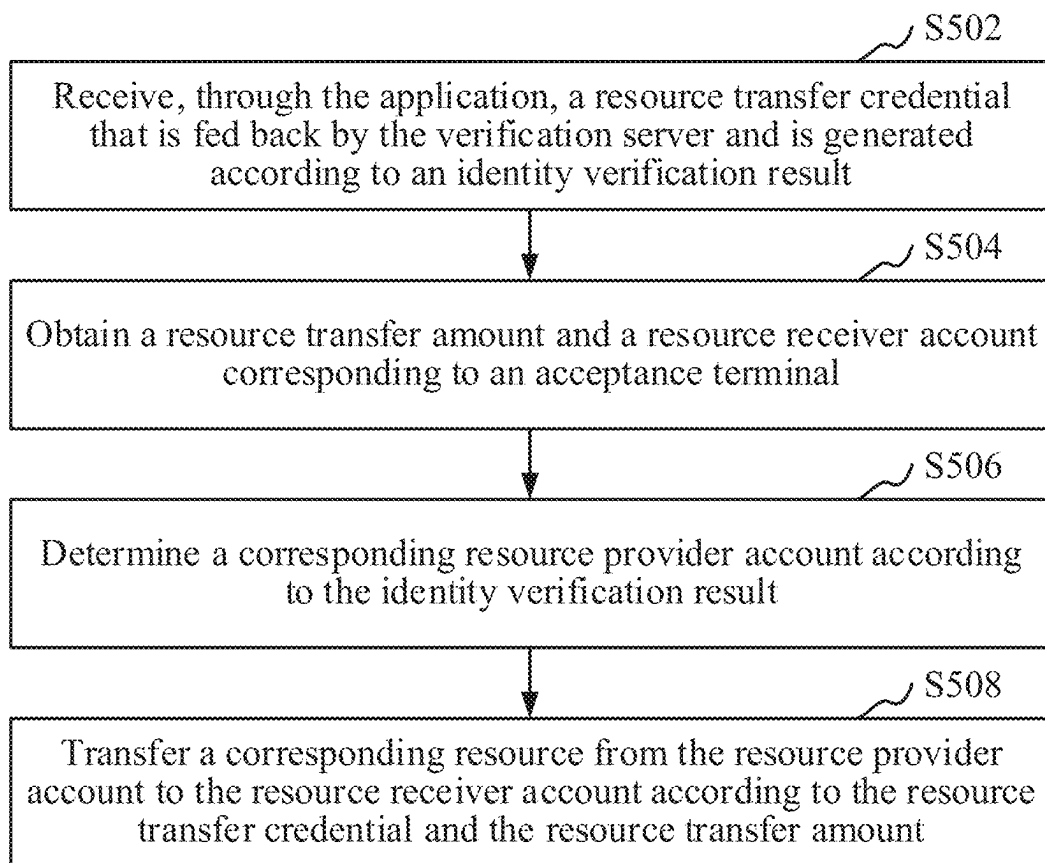 S502
Receive, through the application, a resource transfer credential
that is fed back by the verification server and is generated
according to an identity verification result
S504
Obtain a resource transfer amount and a resource receiver account
corresponding to an acceptance terminal
S506
Determine a corresponding resource provider account according
to the identity verification result
S508
Transfer a corresponding resource from the resource provider
account to the resource receiver account according to the resource
transfer credential and the resource transfer amount